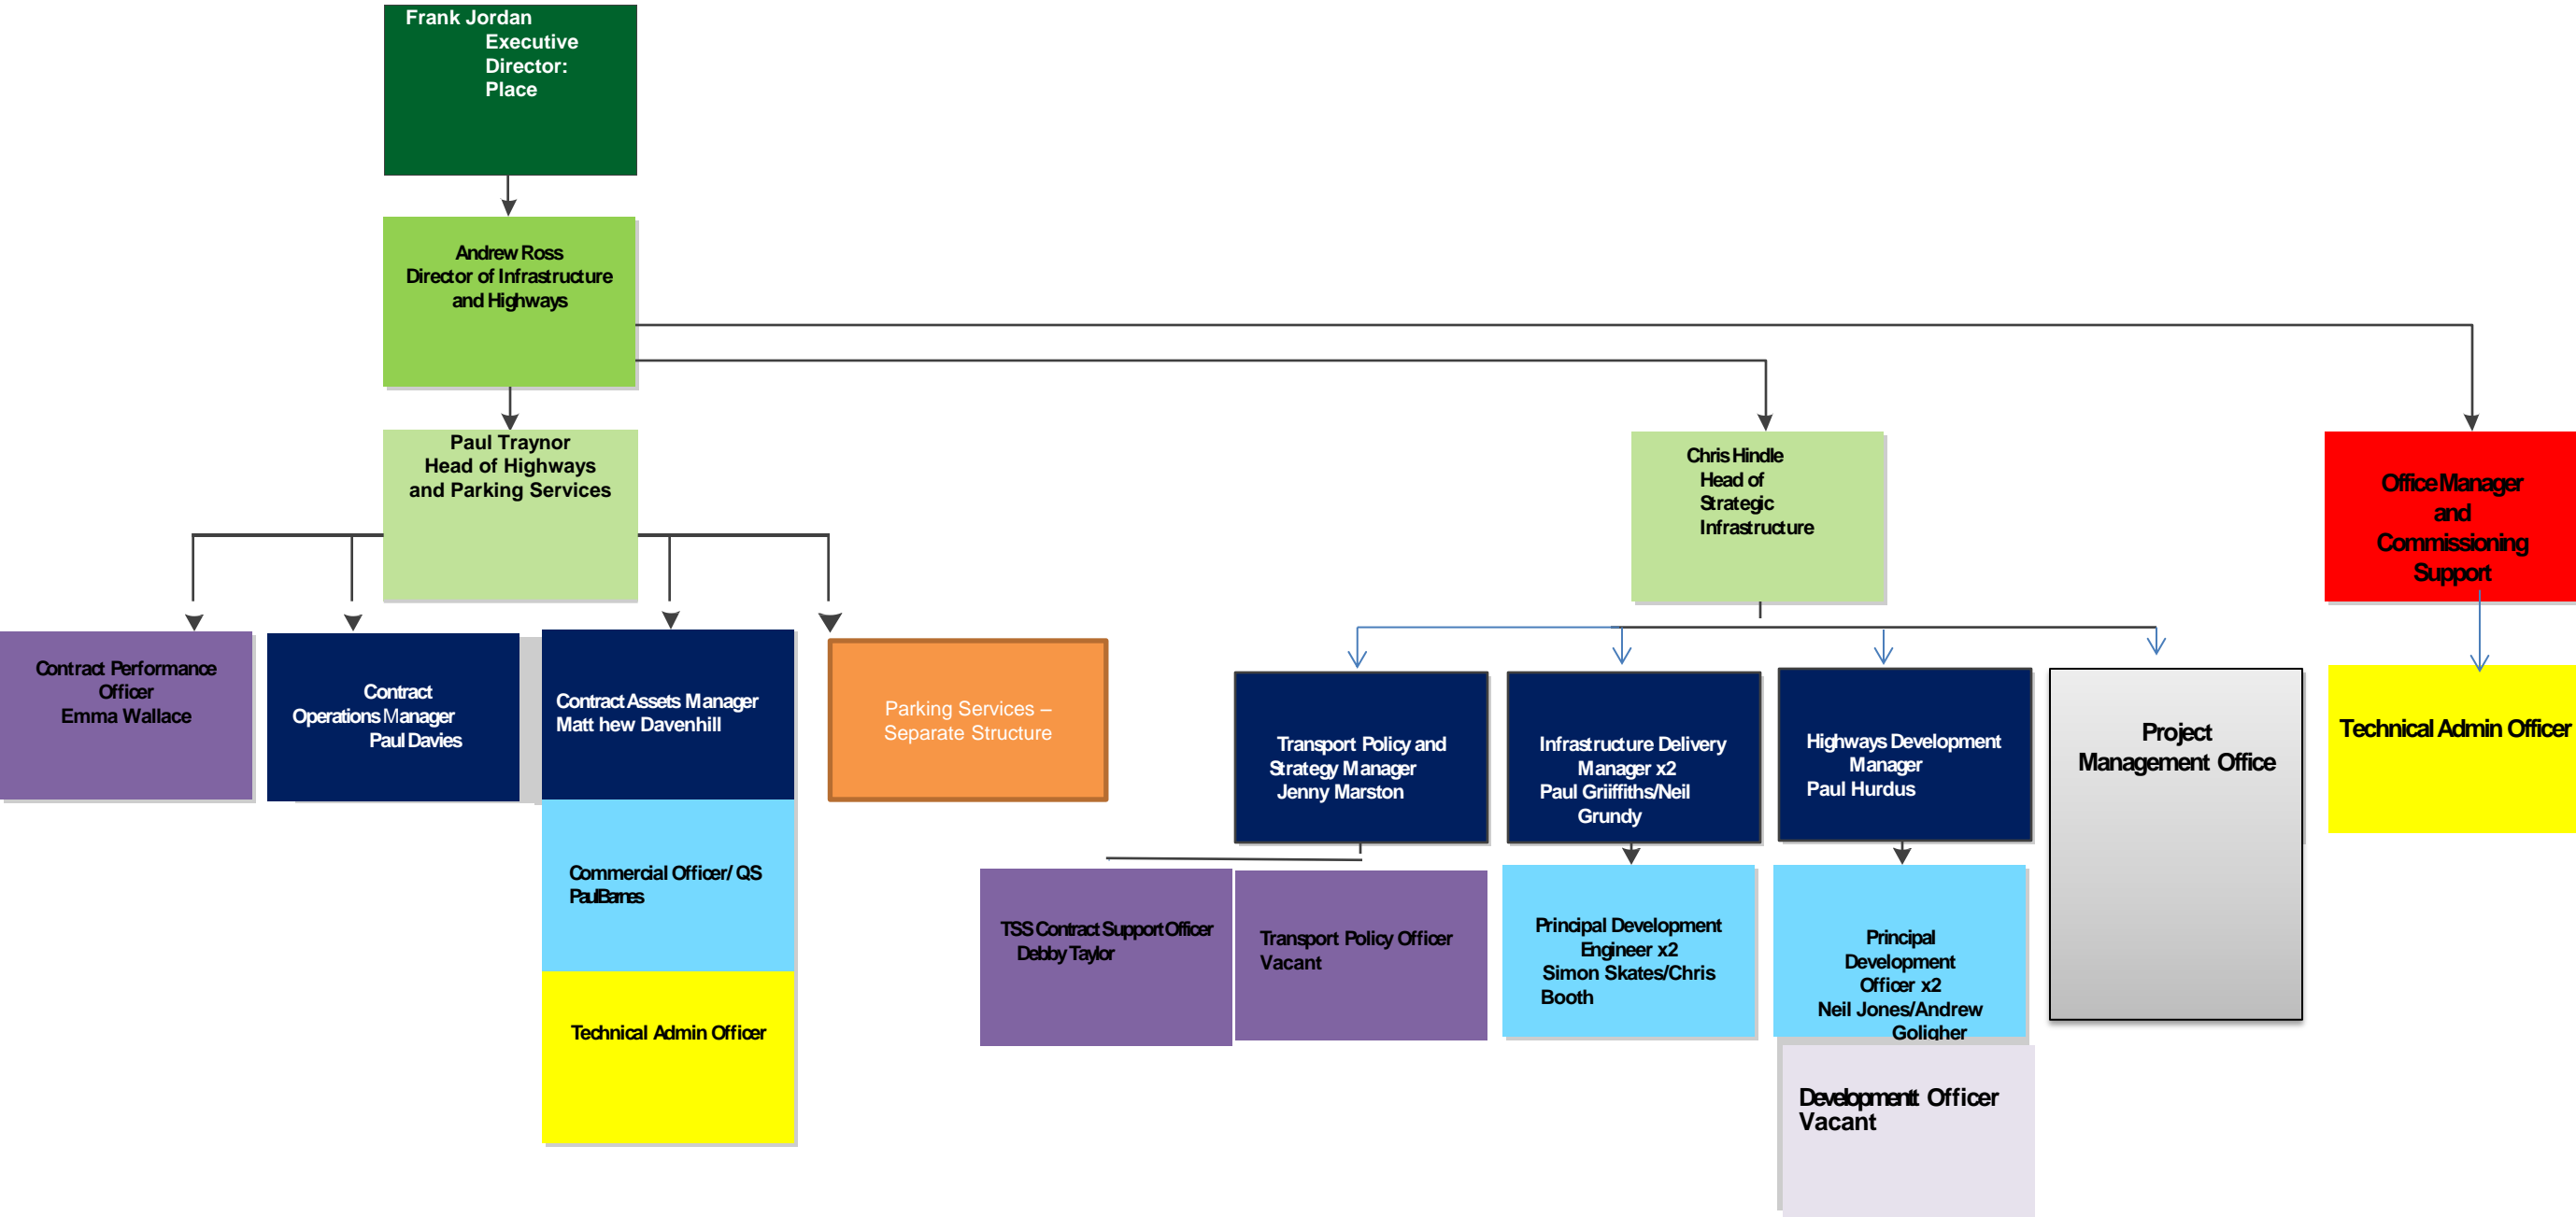 Frank Jordan
Executive
Director:
Place
Andrew Ross
Director of Infrastructure
and Highways
Paul Traynor
Head of Highways
and Parking Services
Chris Hindle
Head of
Strategic
Infrastructure
Office Manager
and
Commissioning
Support
Contract Performance
Officer
Emma Wallace
Contract
Operations Manager
Paul Davies
Contract Assets Manager
Matt hew Davenhill
Parking Services –
Separate Structure
Transport Policy and
Strategy Manager
Jenny Marston
Infrastructure Delivery
Manager x2
Paul Griiffiths/Neil
Grundy
Highways Development
Manager
Paul Hurdus
Project
Management Office
Technical Admin Officer
Commercial Officer/ QS
Paul Barnes
TSS Contract Support Officer
Debby Taylor
Transport Policy Officer
Vacant
Principal Development
Engineer x2
Simon Skates/Chris
Booth
Principal
Development
Officer x2
Neil Jones/Andrew
Goligher
Technical Admin Officer
Developmentt Officer
Vacant